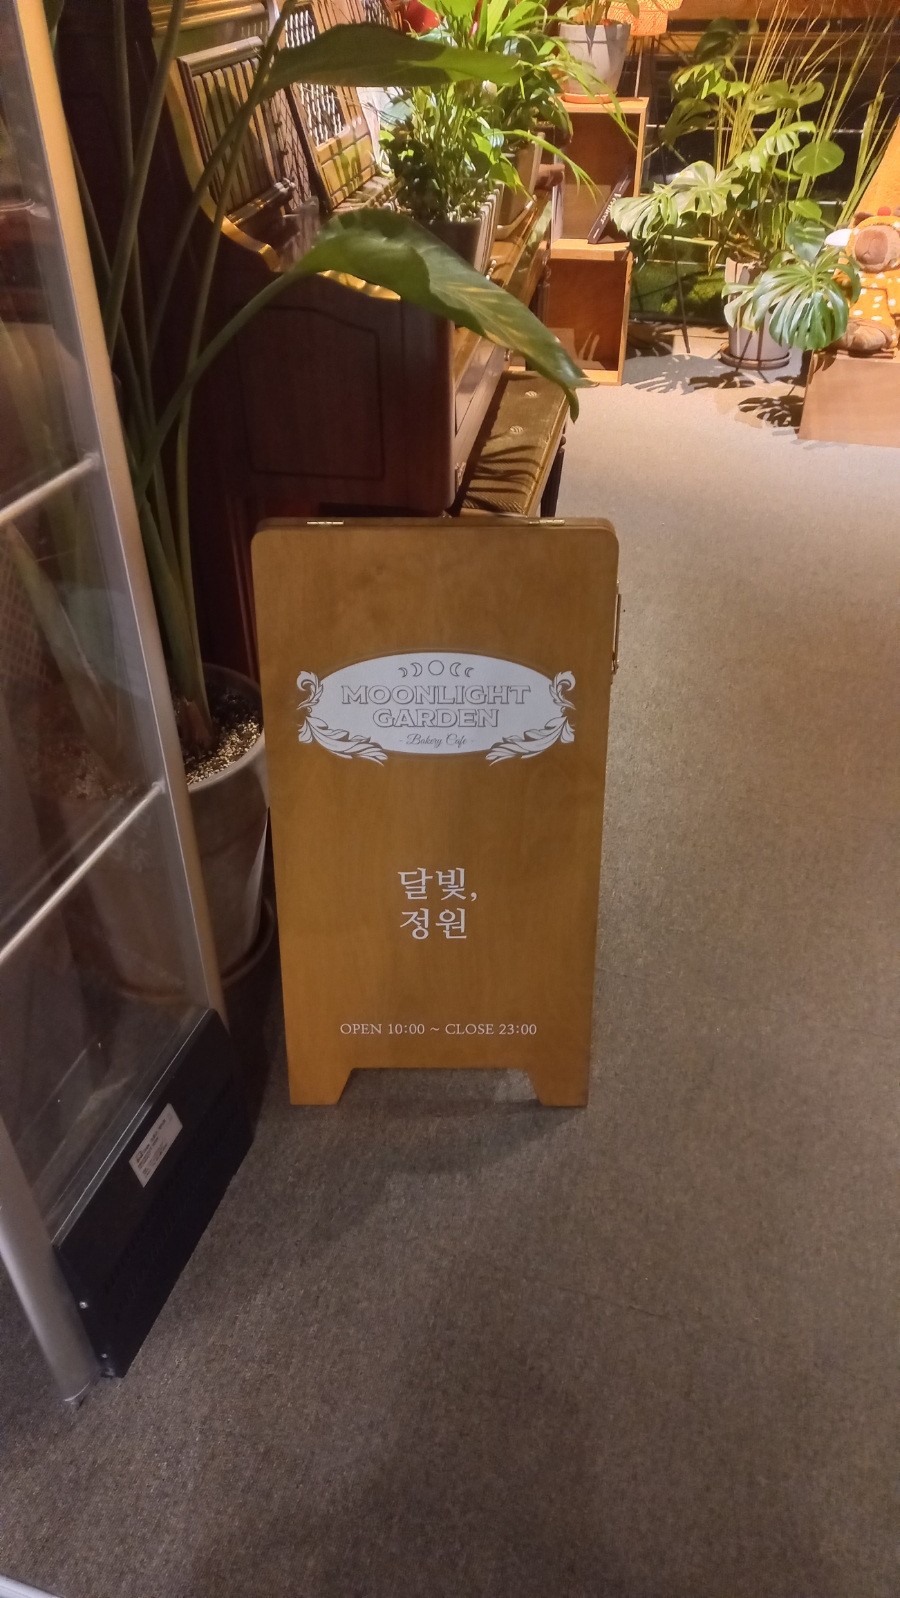 MOONLIGHT
GARDEN
- Bakery Cafe -
달빛,
정원
OPEN 10:00 ~ CLOSE 23:00